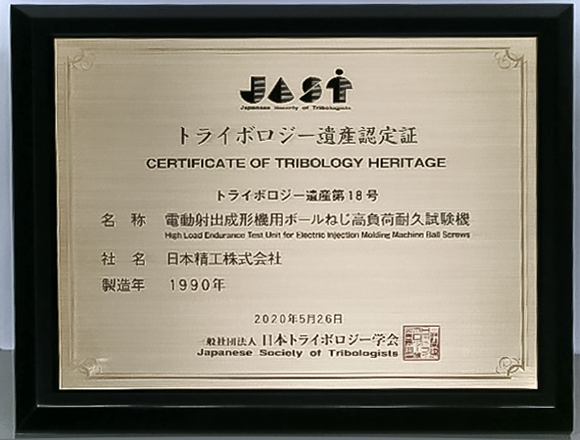 JAST
Japanese Society of Tribologists
トライボロジー遺産認定証
CERTIFICATE OF TRIBOLOGY HERITAGE
トライボロジー遺産第18号
名 称 電動射出成形機用ボールねじ高負荷耐久試験機
High Load Endurance Test Unit for Electric Injection Molding Machine Ball Screws
社 名 日本精工株式会社
製造年 1990年
2020年5月26日
一般社団法人 日本トライボロジー学会
Japanese Society of Tribologists